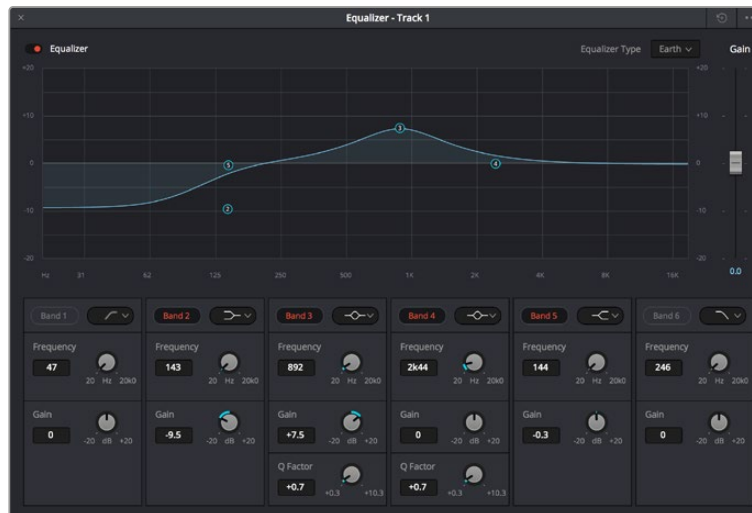 Equalizer - Track 1
Equalizer
Equalizer Type Earth Gain
+20 +20
+10 +10
0 0
-10 -10
-20 -20
5 3 4 2
Hz 31 62 125 250 500 1K 2K 4K 8K 16K
0.0
Band 1 Band 2 Band 3 Band 4 Band 5 Band 6
Frequency Frequency Frequency Frequency Frequency Frequency
47 143 892 2k44 144 246
20 Hz 20k0 20 Hz 20k0 20 Hz 20k0 20 Hz 20k0 20 Hz 20k0 20 Hz 20k0
Gain Gain Gain Gain Gain Gain
0 -9.5 +7.5 0 -0.3 0
-20 dB +20 -20 dB +20 -20 dB +20 -20 dB +20 -20 dB +20 -20 dB +20
Q Factor Q Factor
+0.7 +0.7
+0.3 +10.3 +0.3 +10.3